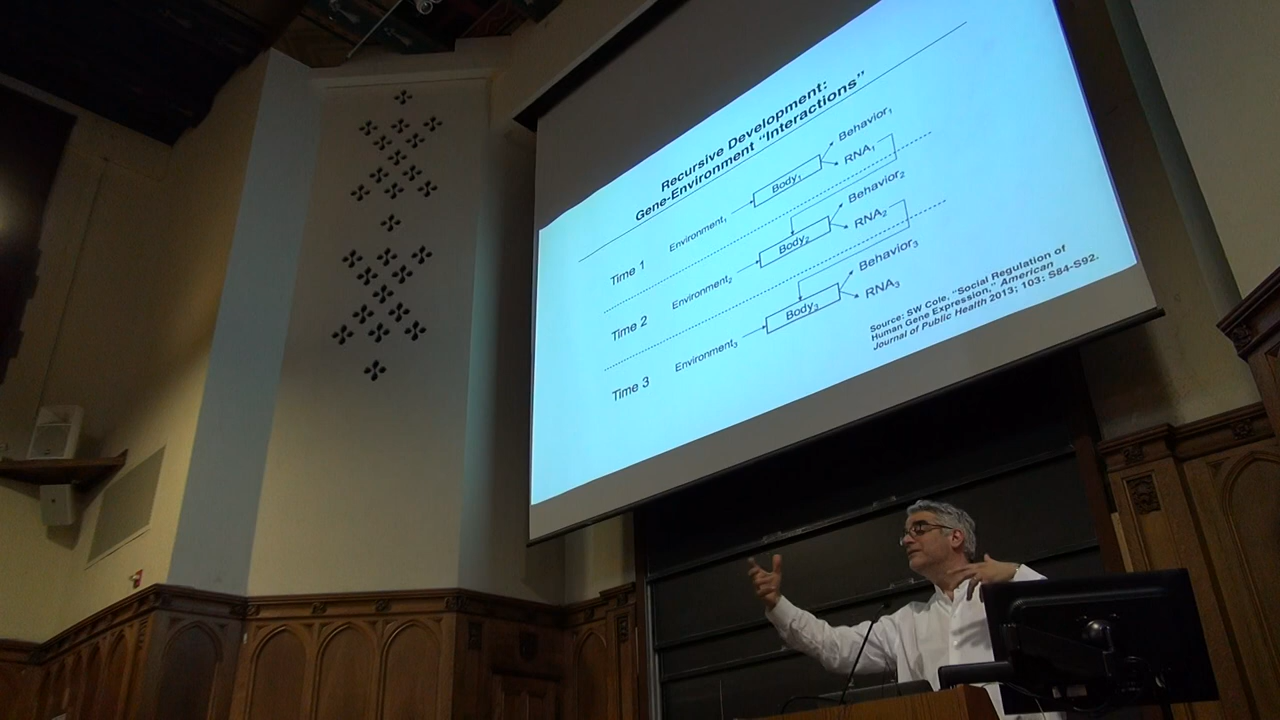 Recursive Development:
Gene-Environment "Interactions"
Behavior₁
Environment₁ Body₁ RNA₁
Time 1
Behavior₂
Environment₂ Body₂ RNA₂
Time 2
Behavior₃
Environment₃ Body₃ RNA₃
Time 3
Source: SW Cole, "Social Regulation of
Human Gene Expression," American
Journal of Public Health 2013; 103: S84-S92.